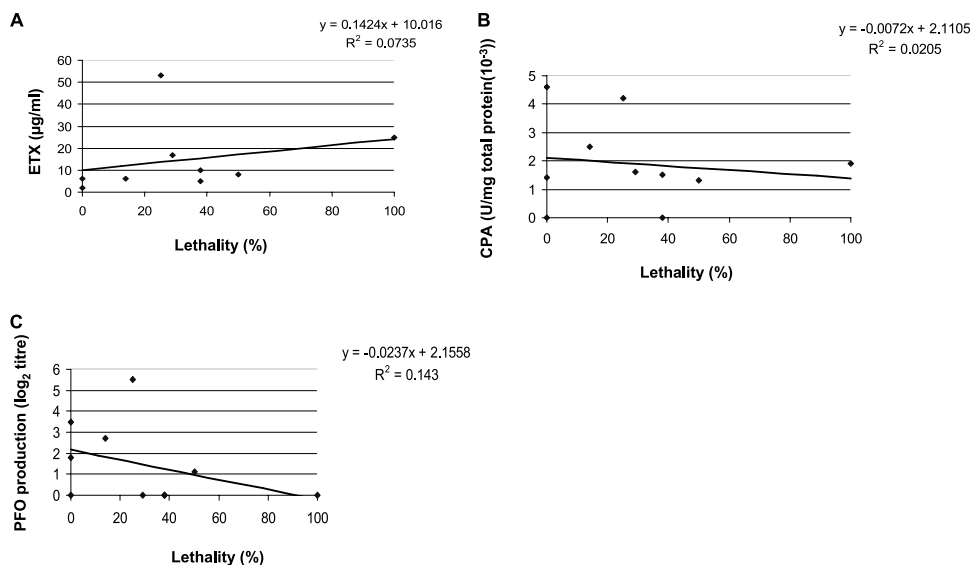 A
y = 0.1424x + 10.016
R² = 0.0735
ETX (µg/ml)
60
50
40
30
20
10
0
0 20 40 60 80 100
Lethality (%)
B
y = -0.0072x + 2.1105
R² = 0.0205
CPA (U/mg total protein(10⁻³))
5
4
3
2
1
0
0 20 40 60 80 100
Lethality (%)
C
y = -0.0237x + 2.1558
R² = 0.143
PFO production (log₂ titre)
6
5
4
3
2
1
0
0 20 40 60 80 100
Lethality (%)